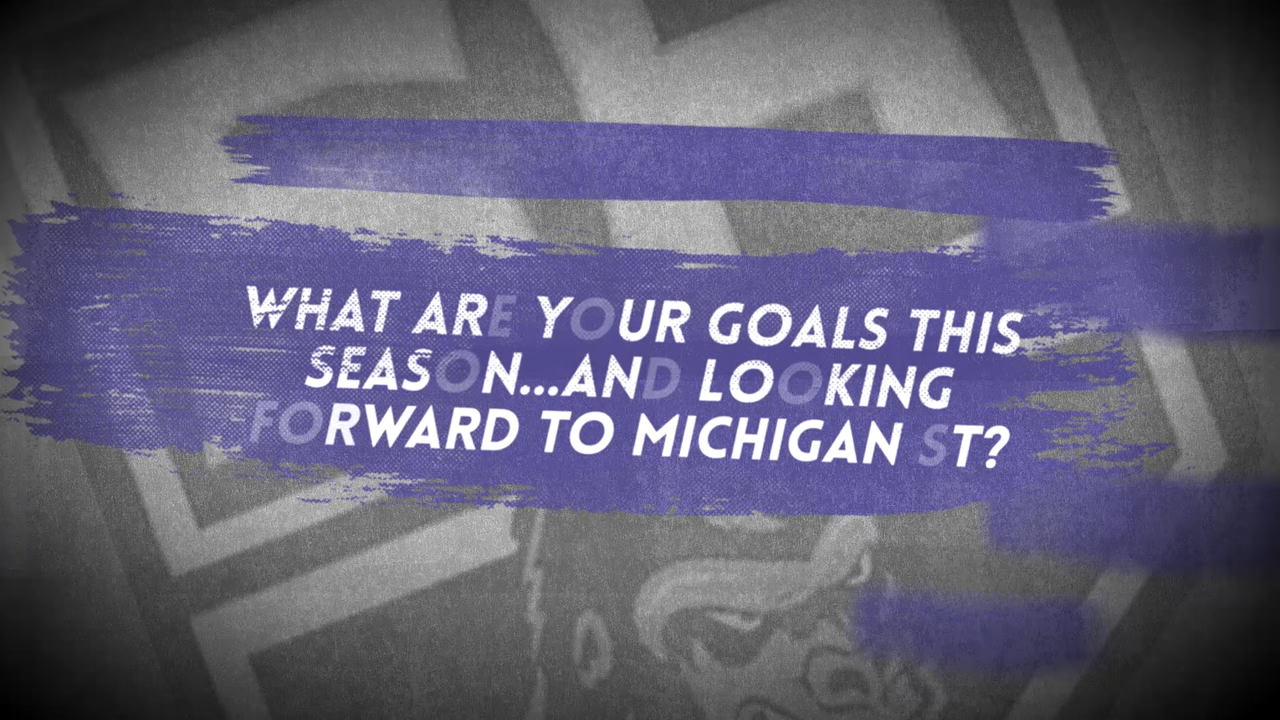 WHAT ARE YOUR GOALS THIS
SEASON...AND LOOKING
FORWARD TO MICHIGAN ST?